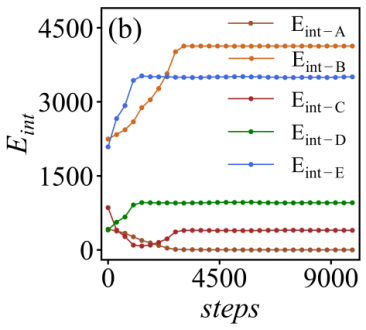 (b)
E_int−A
E_int−B
E_int−C
E_int−D
E_int−E
4500
3000
1500
0
E_int
0 4500 9000
steps